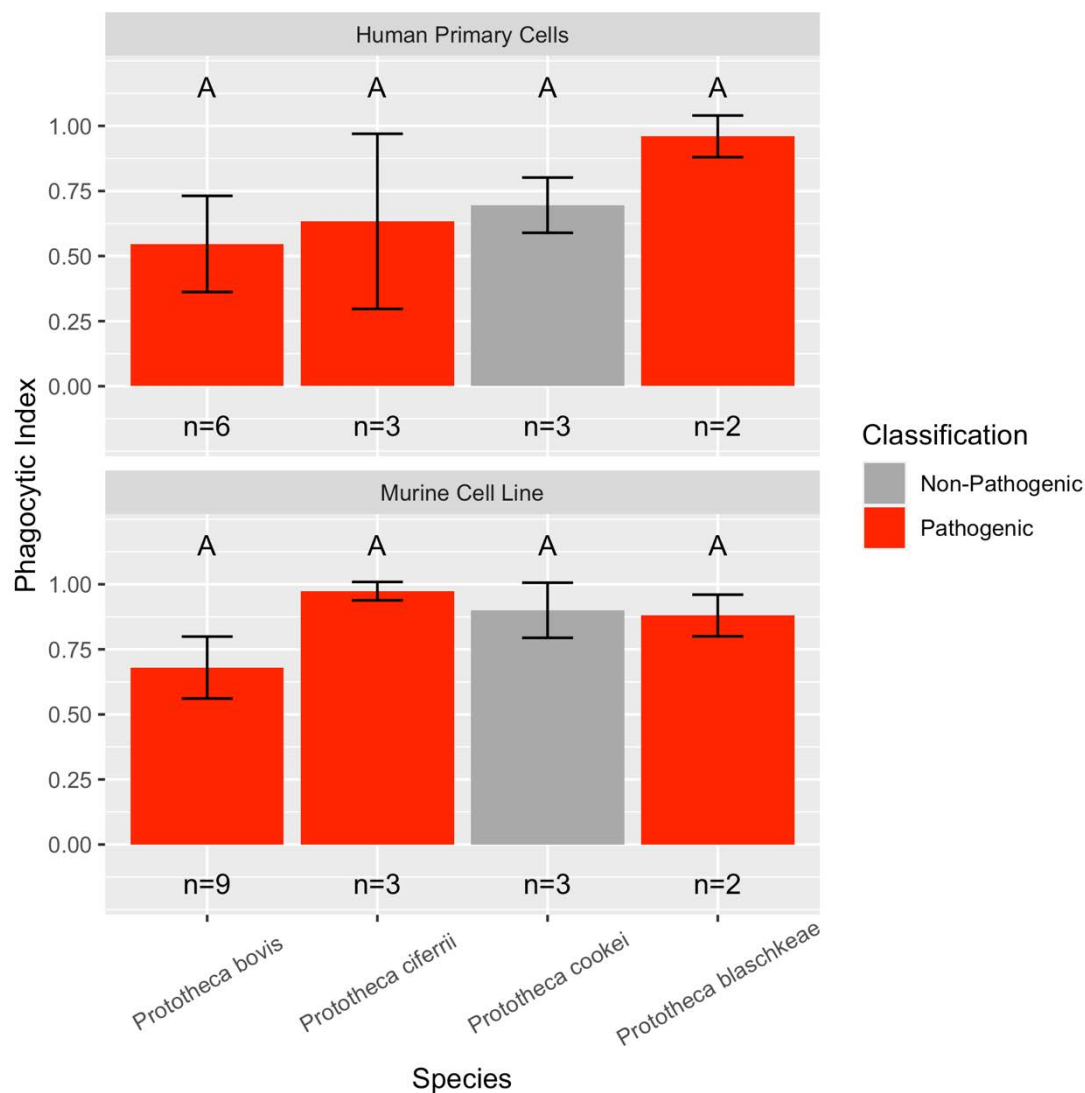 Human Primary Cells
A A A A
1.00
0.75
0.50
0.25
0.00
n=6 n=3 n=3 n=2
Phagocytic Index
Murine Cell Line
A A A A
1.00
0.75
0.50
0.25
0.00
n=9 n=3 n=3 n=2
Prototheca bovis
Prototheca ciferrii
Prototheca cookei
Prototheca blaschkeae
Species
Classification
Non-Pathogenic
Pathogenic